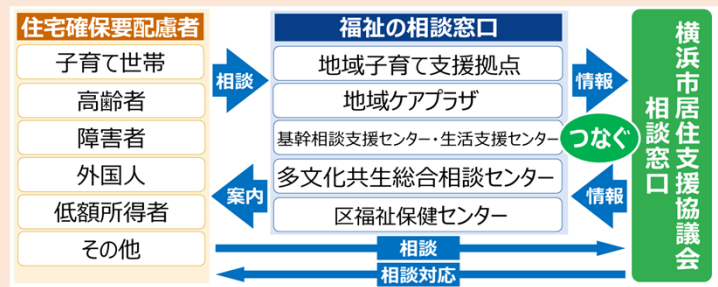 住宅確保要配慮者
子育て世帯
高齢者
障害者
外国人
低額所得者
その他
相談
案内
福祉の相談窓口
地域子育て支援拠点
地域ケアプラザ
基幹相談支援センター・生活支援センター
多文化共生総合相談センター
区福祉保健センター
情報
つなぐ
情報
横浜市居住支援協議会
相談窓口
相談
相談対応